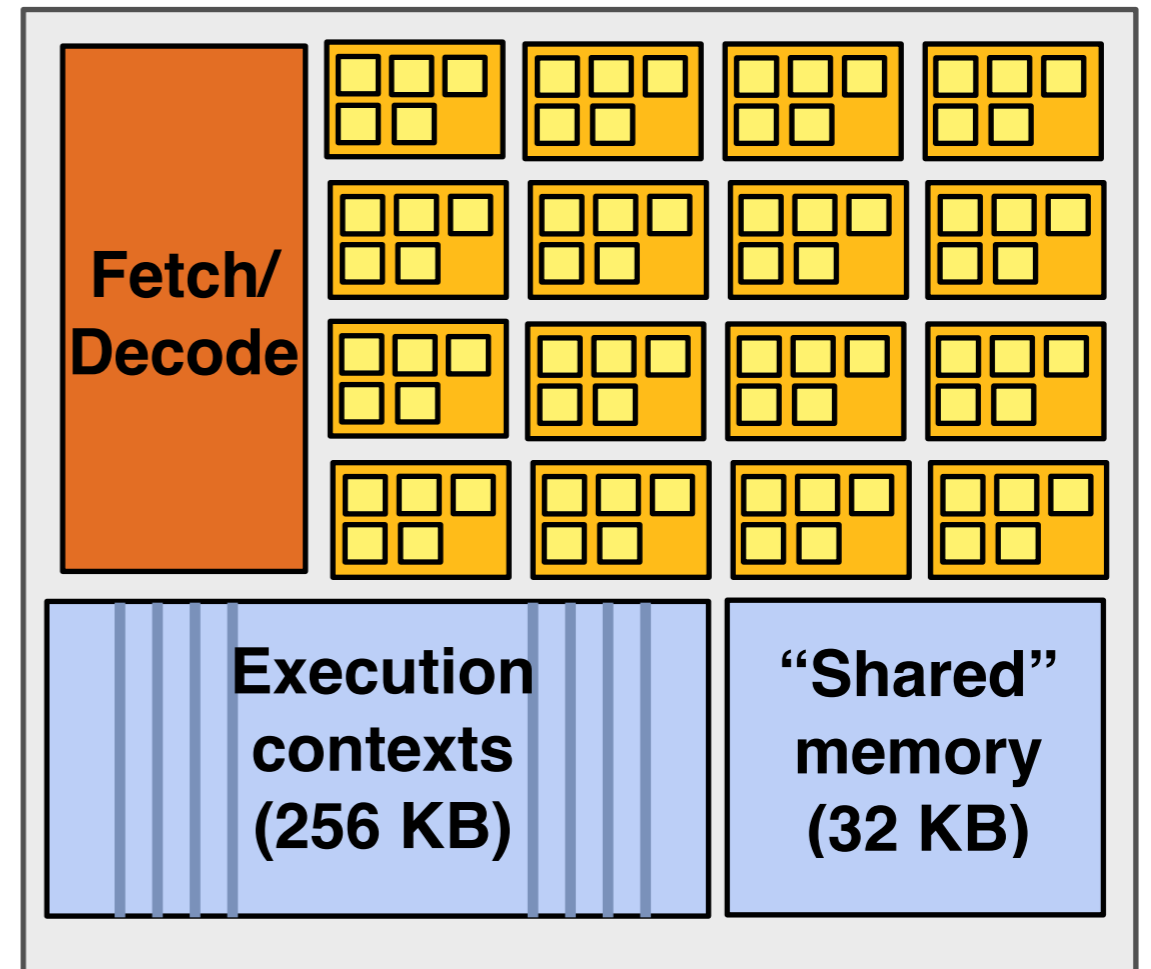 Fetch/
Decode
Execution
contexts
(256 KB)
“Shared”
memory
(32 KB)